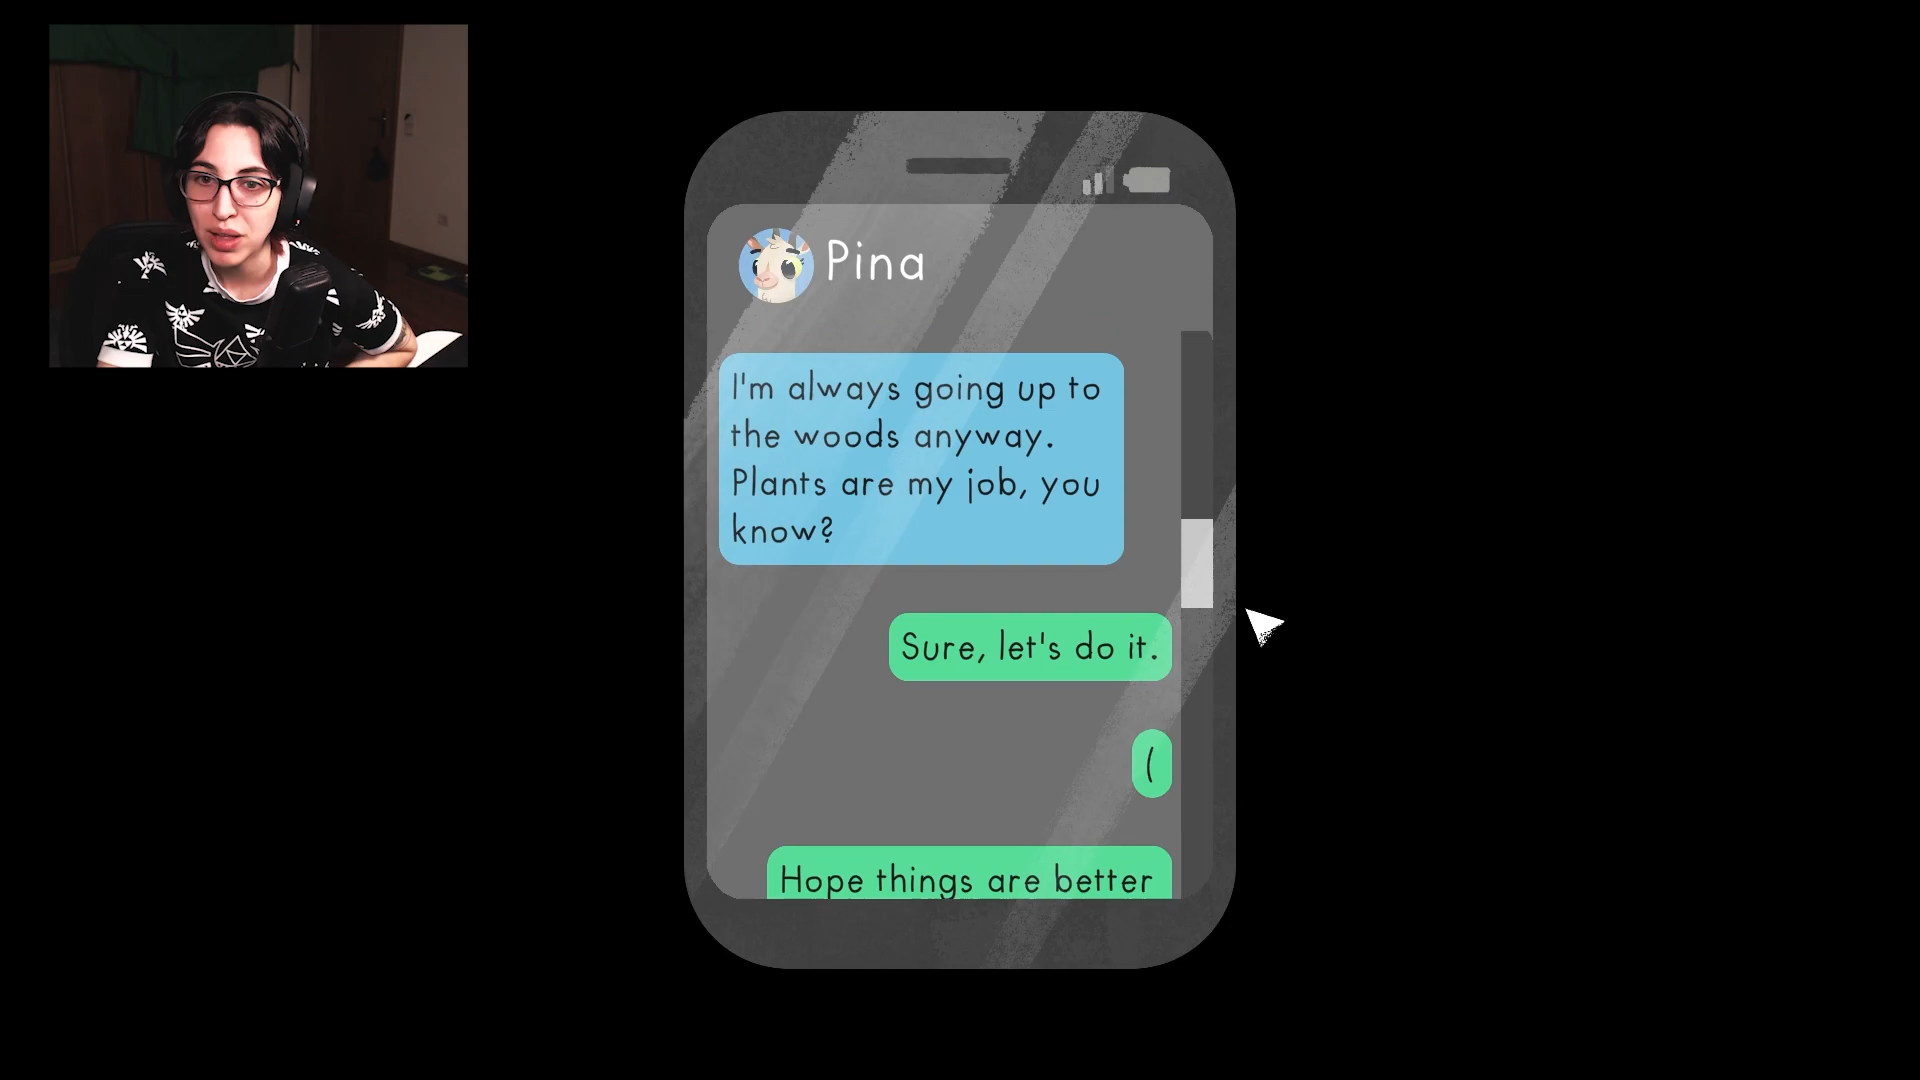 Pina
I'm always going up to
the woods anyway.
Plants are my job, you
know?
Sure, let's do it.
(
Hope things are better